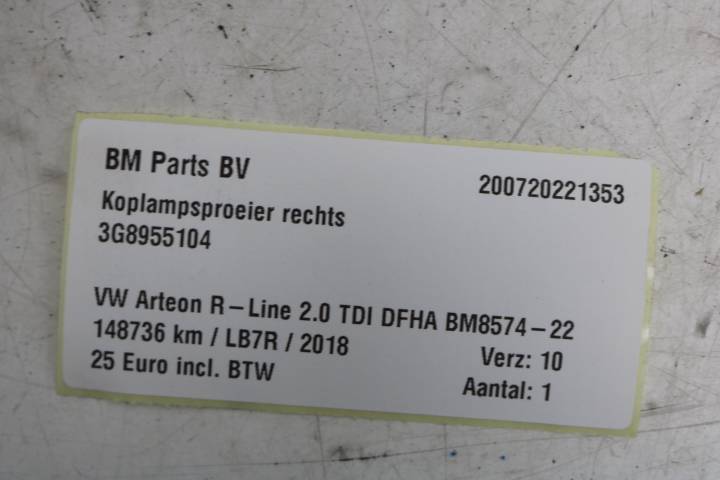 BM Parts BV 200720221353
Koplampsproeier rechts
3G8955104
VW Arteon R-Line 2.0 TDI DFHA BM8574-22
148736 km / LB7R / 2018 Verz: 10
25 Euro incl. BTW Aantal: 1